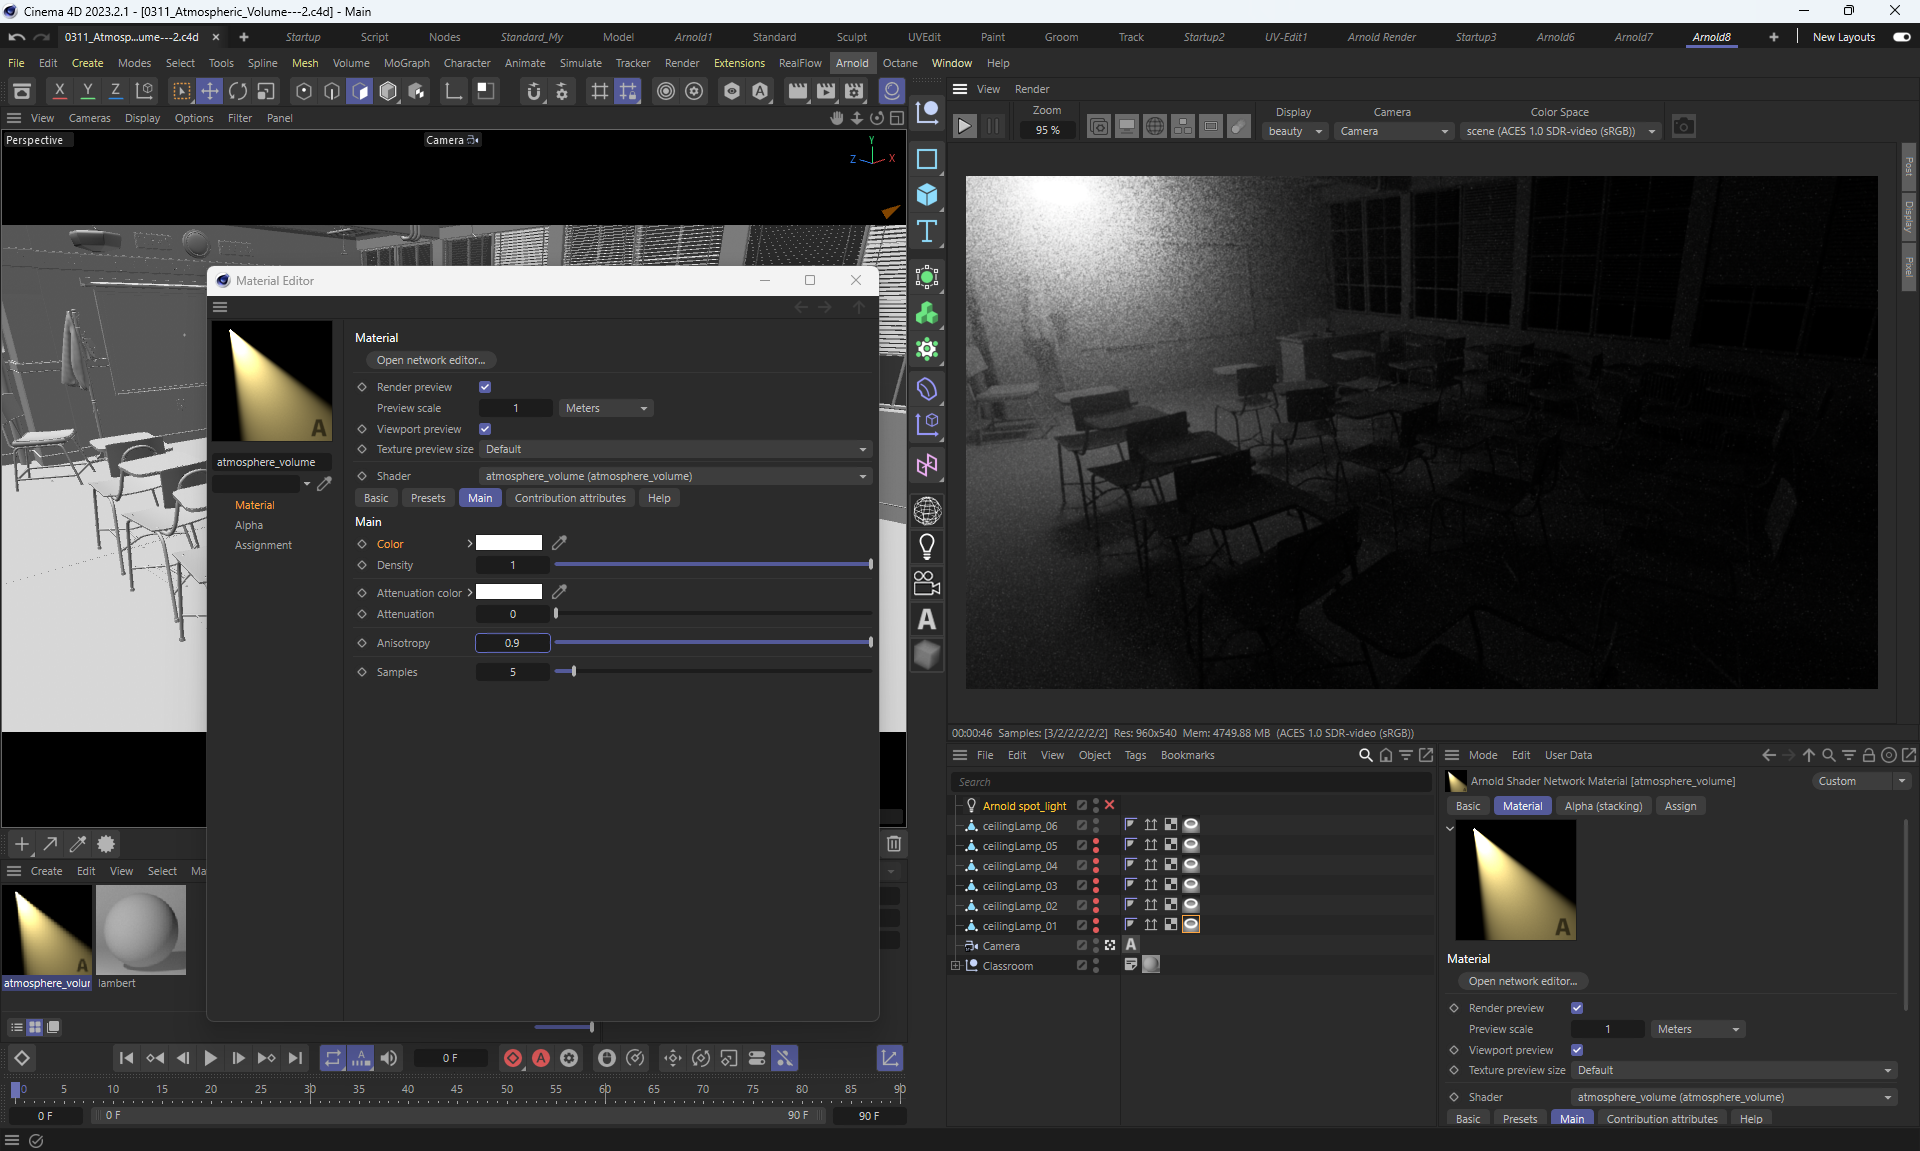 Cinema 4D 2023.2.1 - [0311_Atmospheric_Volume---2.c4d] - Main
0311_Atmosp...ume---2.c4d
Startup
Script
Nodes
Standard_My
Model
Arnold1
Standard
Sculpt
UVEdit
Paint
Groom
Track
Startup2
UV-Edit1
Arnold Render
Startup3
Arnold6
Arnold7
Arnold8
New Layouts
File Edit Create Modes Select Tools Spline Mesh Volume MoGraph Character Animate Simulate Tracker Render Extensions RealFlow Arnold Octane Window Help
X Y Z
View Cameras Display Options Filter Panel
Perspective
Camera
Y
Z X
View Render
Zoom
95 %
Display
beauty
Camera
Camera
Color Space
scene (ACES 1.0 SDR-video (sRGB))
Post
Display
Pixel
Material Editor
A
atmosphere_volume
Material
Alpha
Assignment
Material
Open network editor...
Render preview
Preview scale 1 Meters
Viewport preview
Texture preview size Default
Shader atmosphere_volume (atmosphere_volume)
Basic Presets Main Contribution attributes Help
Main
Color
Density 1
Attenuation color
Attenuation 0
Anisotropy 0.9
Samples 5
00:00:46 Samples: [3/2/2/2/2/2] Res: 960x540 Mem: 4749.88 MB (ACES 1.0 SDR-video (sRGB))
File Edit View Object Tags Bookmarks
Search
Arnold spot_light
ceilingLamp_06
ceilingLamp_05
ceilingLamp_04
ceilingLamp_03
ceilingLamp_02
ceilingLamp_01
Camera A
Classroom
Mode Edit User Data
Arnold Shader Network Material [atmosphere_volume]
Custom
Basic Material Alpha (stacking) Assign
A
Material
Open network editor...
Render preview
Preview scale 1 Meters
Viewport preview
Texture preview size Default
Shader atmosphere_volume (atmosphere_volume)
Basic Presets Main Contribution attributes Help
Create Edit View Select Ma
A
atmosphere_volur
lambert
0 F
0 5 10 15 20 25 30 35 40 45 50 55 60 65 70 75 80 85 90
0 F 0 F 90 F 90 F